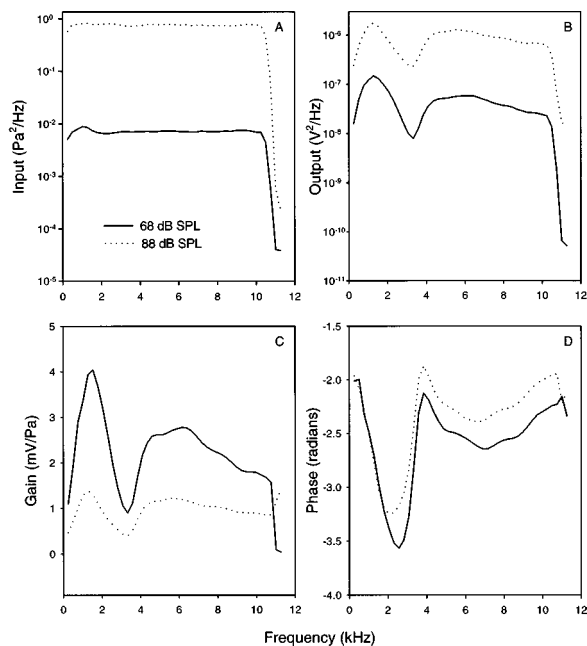 A
Input (Pa²/Hz)
10⁰
10⁻¹
10⁻²
10⁻³
10⁻⁴
10⁻⁵
68 dB SPL
88 dB SPL
0 2 4 6 8 10 12
B
Output (V²/Hz)
10⁻⁶
10⁻⁷
10⁻⁸
10⁻⁹
10⁻¹⁰
10⁻¹¹
0 2 4 6 8 10 12
C
Gain (mV/Pa)
5
4
3
2
1
0
0 2 4 6 8 10 12
D
Phase (radians)
-1.5
-2.0
-2.5
-3.0
-3.5
-4.0
0 2 4 6 8 10 12
Frequency (kHz)